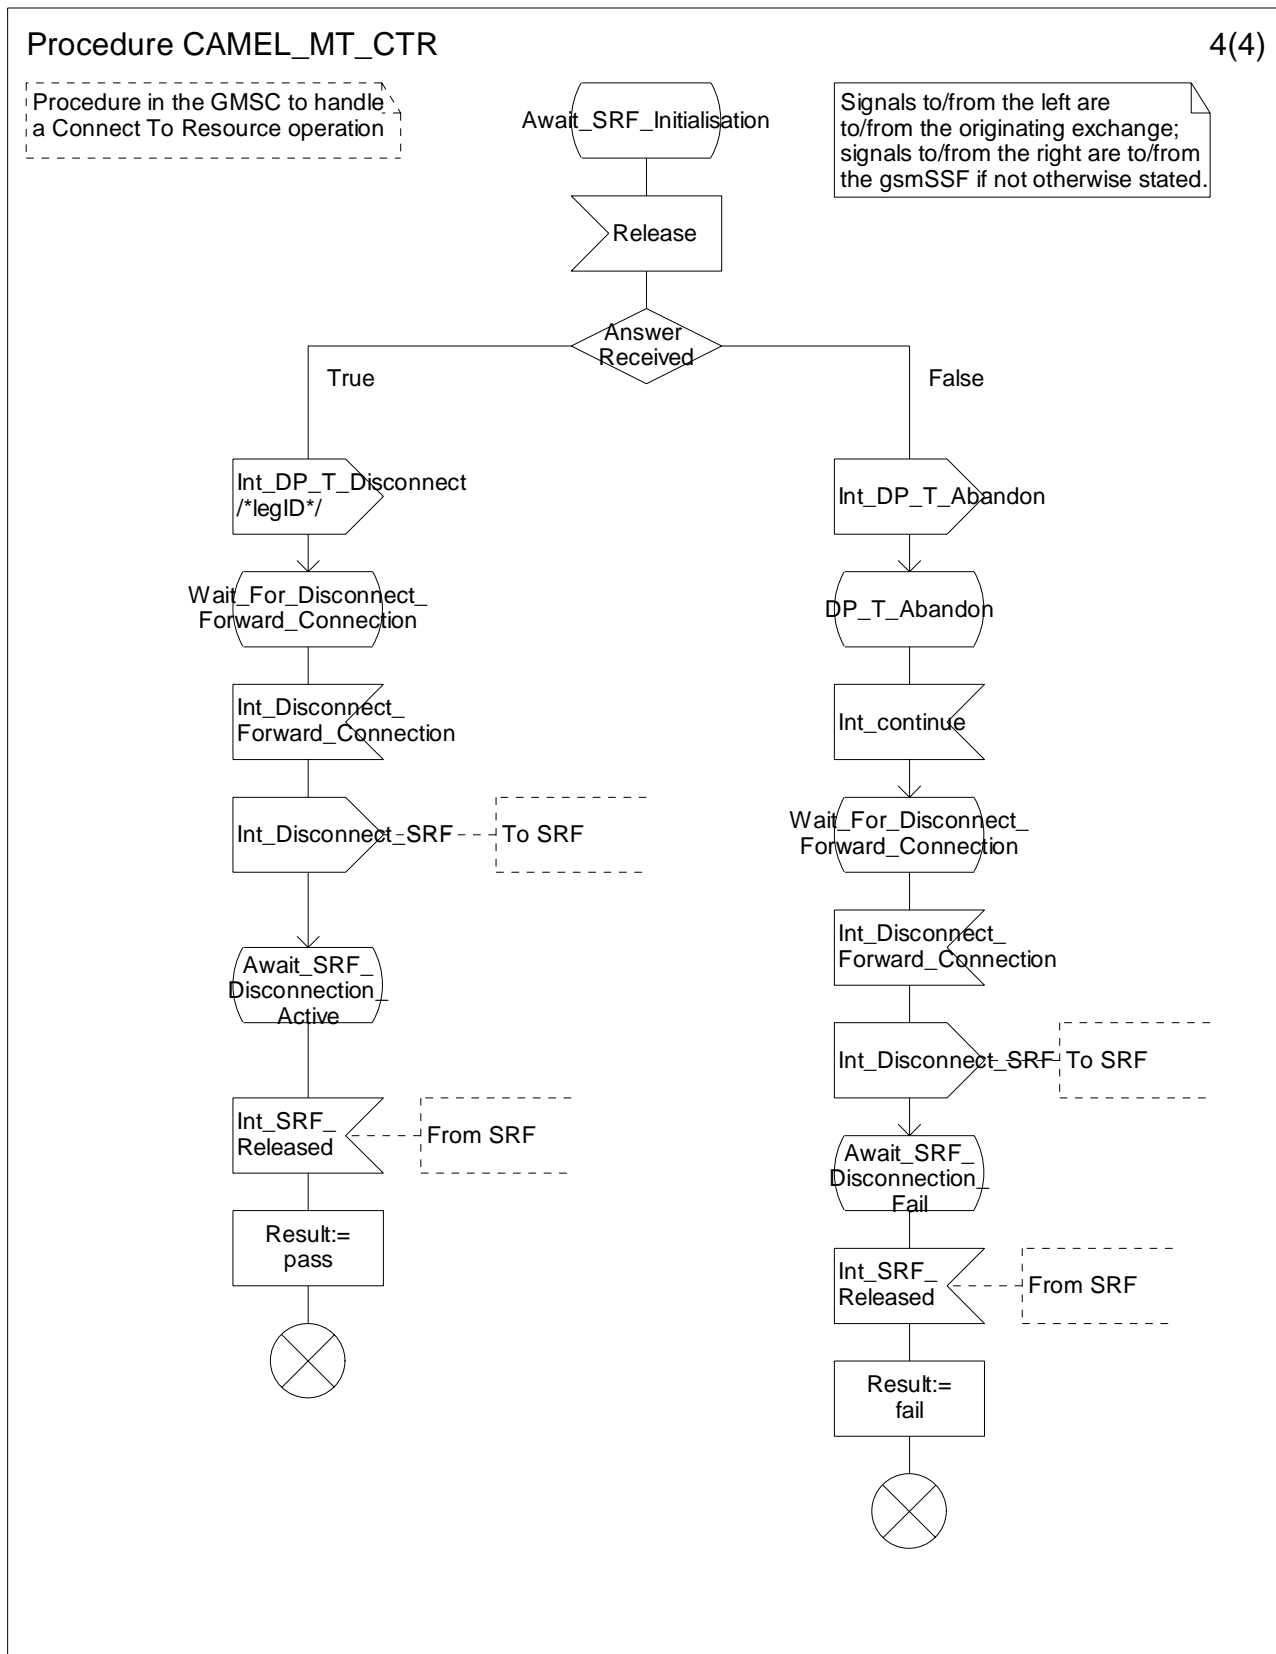 Procedure CAMEL_MT_CTR
4(4)
Procedure in the GMSC to handle
a Connect To Resource operation
Await_SRF_Initialisation
Signals to/from the left are
to/from the originating exchange;
signals to/from the right are to/from
the gsmSSF if not otherwise stated.
Release
Answer
Received
True
False
Int_DP_T_Disconnect
/*legID*/
Wait_For_Disconnect_
Forward_Connection
Int_Disconnect_
Forward_Connection
Int_Disconnect_SRF
To SRF
Await_SRF_
Disconnection_
Active
Int_SRF_
Released
From SRF
Result:=
pass
Int_DP_T_Abandon
DP_T_Abandon
Int_continue
Wait_For_Disconnect_
Forward_Connection
Int_Disconnect_
Forward_Connection
Int_Disconnect_SRF
To SRF
Await_SRF_
Disconnection_
Fail
Int_SRF_
Released
From SRF
Result:=
fail